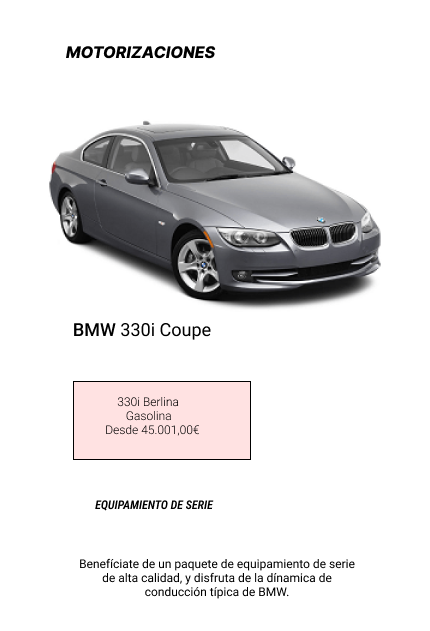 MOTORIZACIONES
BMW 330i Coupe
330i Berlina
Gasolina
Desde 45.001,00€
EQUIPAMIENTO DE SERIE
Benefíciate de un paquete de equipamiento de serie
de alta calidad, y disfruta de la dínamica de
conducción típica de BMW.